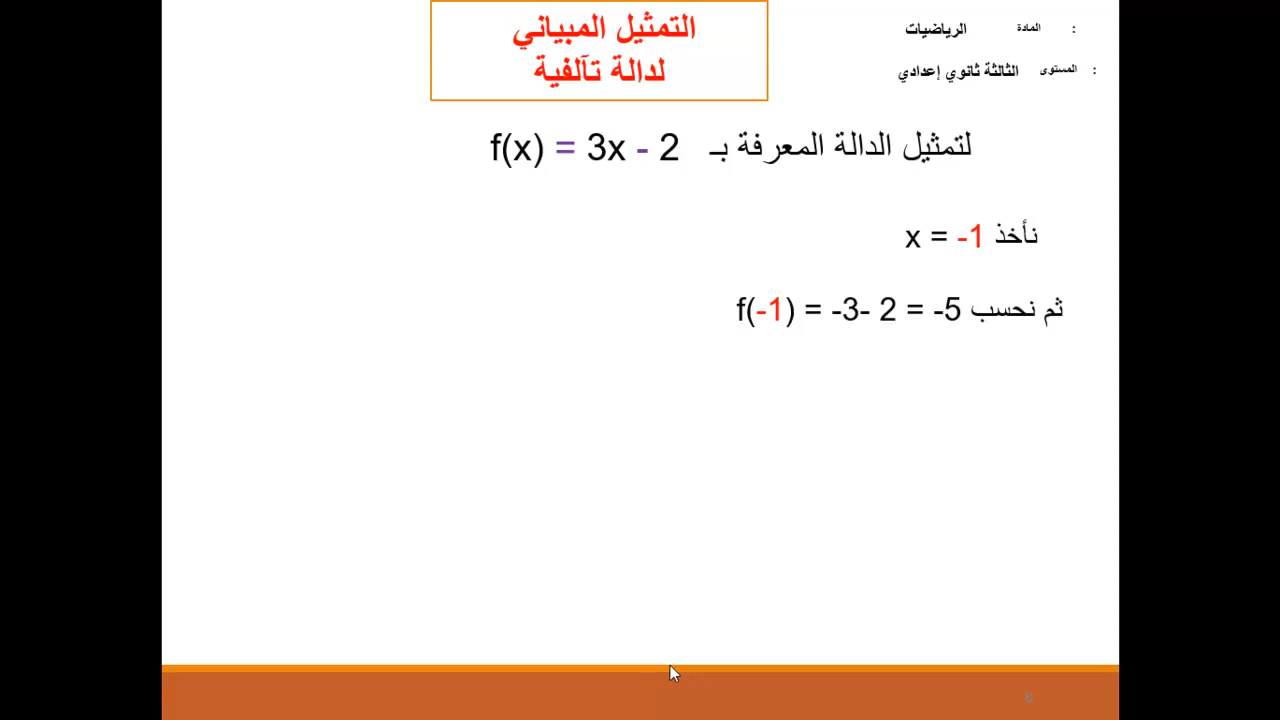 التمثيل المبياني
لدالة تآلفية
المادة : الرياضيات
المستوى : الثالثة ثانوي إعدادي
لتمثيل الدالة المعرفة بـ f(x) = 3x - 2
نأخذ x = -1
ثم نحسب f(-1) = -3- 2 = -5